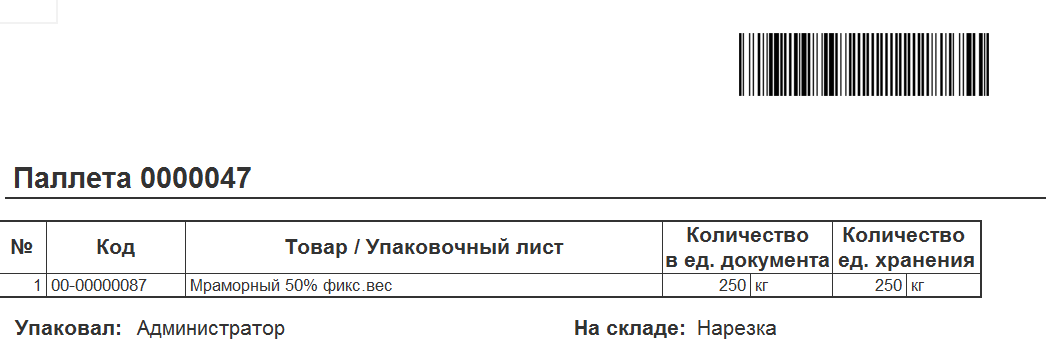 Паллета 0000047
№ Код Товар / Упаковочный лист Количество в ед. документа Количество ед. хранения
1 00-00000087 Мраморный 50% фикс.вес 250 кг 250 кг
Упаковал: Администратор На складе: Нарезка